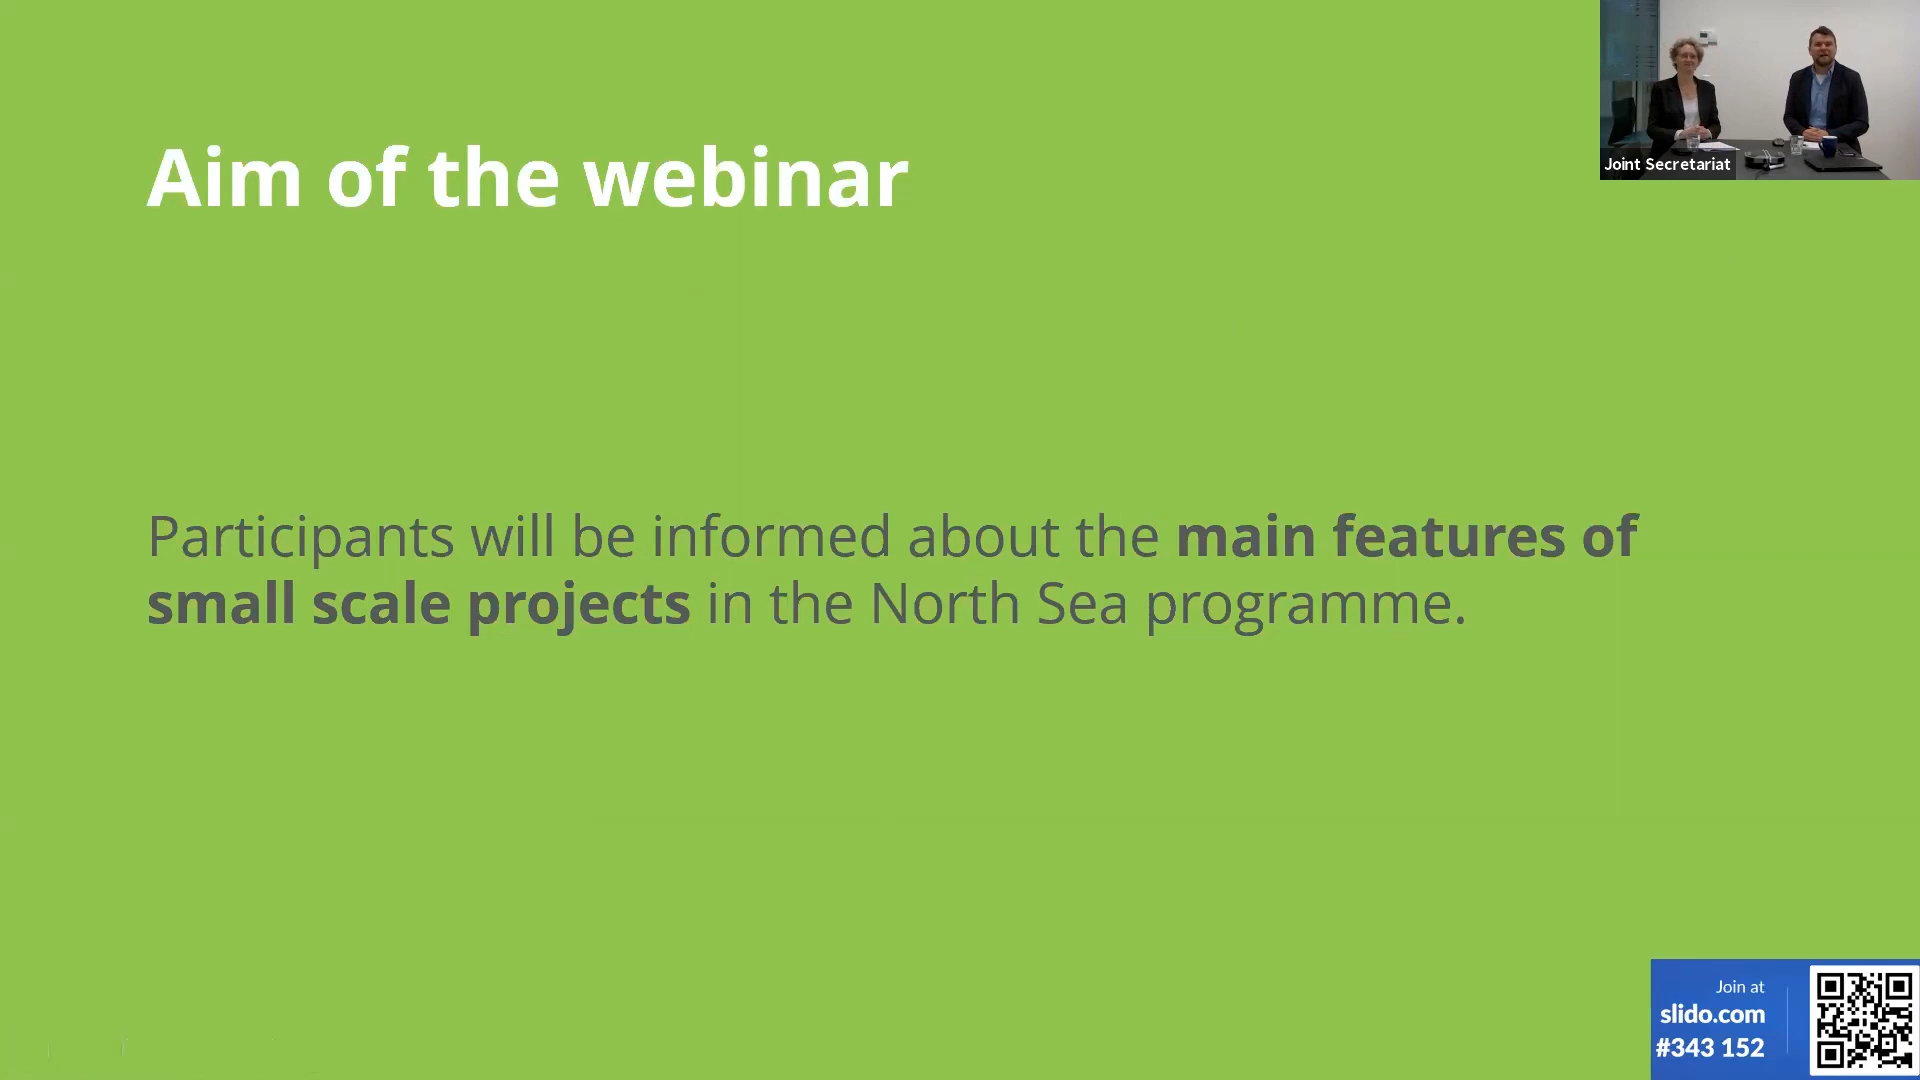 Aim of the webinar
Joint Secretariat
Participants will be informed about the main features of
small scale projects in the North Sea programme.
Join at
slido.com
#343 152